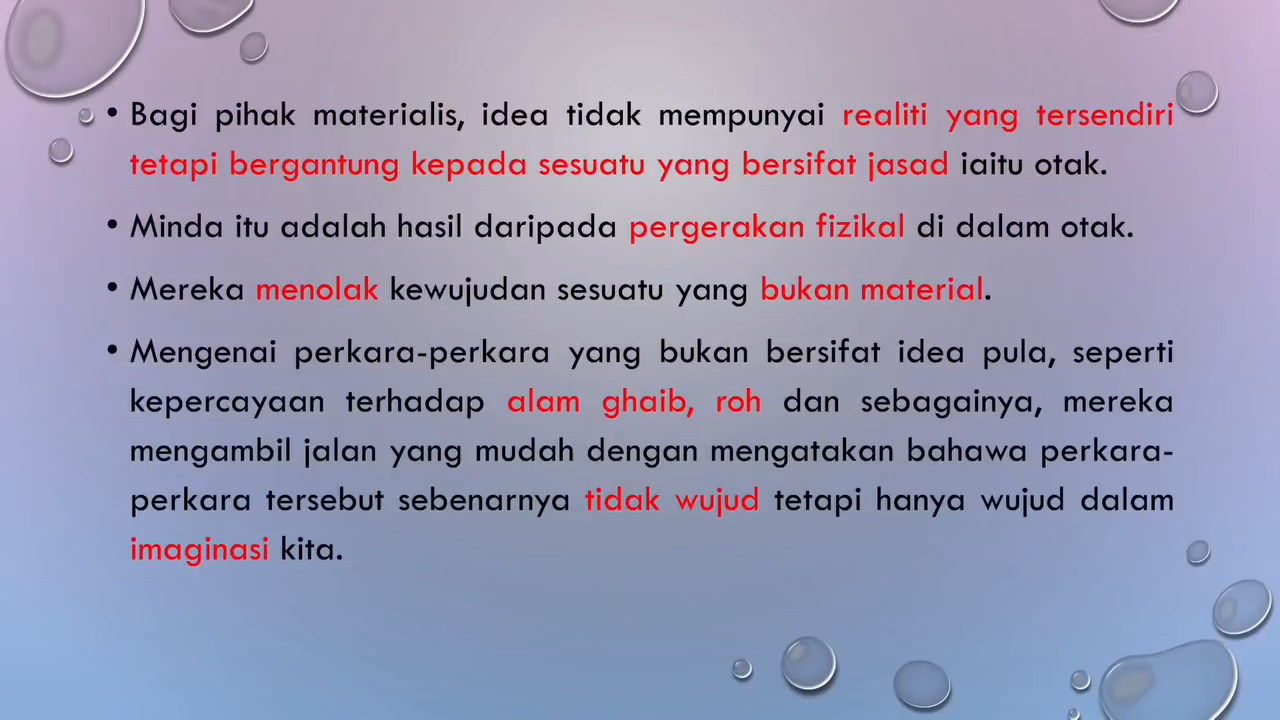 • Bagi pihak materialis, idea tidak mempunyai realiti yang tersendiri
tetapi bergantung kepada sesuatu yang bersifat jasad iaitu otak.
• Minda itu adalah hasil daripada pergerakan fizikal di dalam otak.
• Mereka menolak kewujudan sesuatu yang bukan material.
• Mengenai perkara-perkara yang bukan bersifat idea pula, seperti
kepercayaan terhadap alam ghaib, roh dan sebagainya, mereka
mengambil jalan yang mudah dengan mengatakan bahawa perkara-
perkara tersebut sebenarnya tidak wujud tetapi hanya wujud dalam
imaginasi kita.